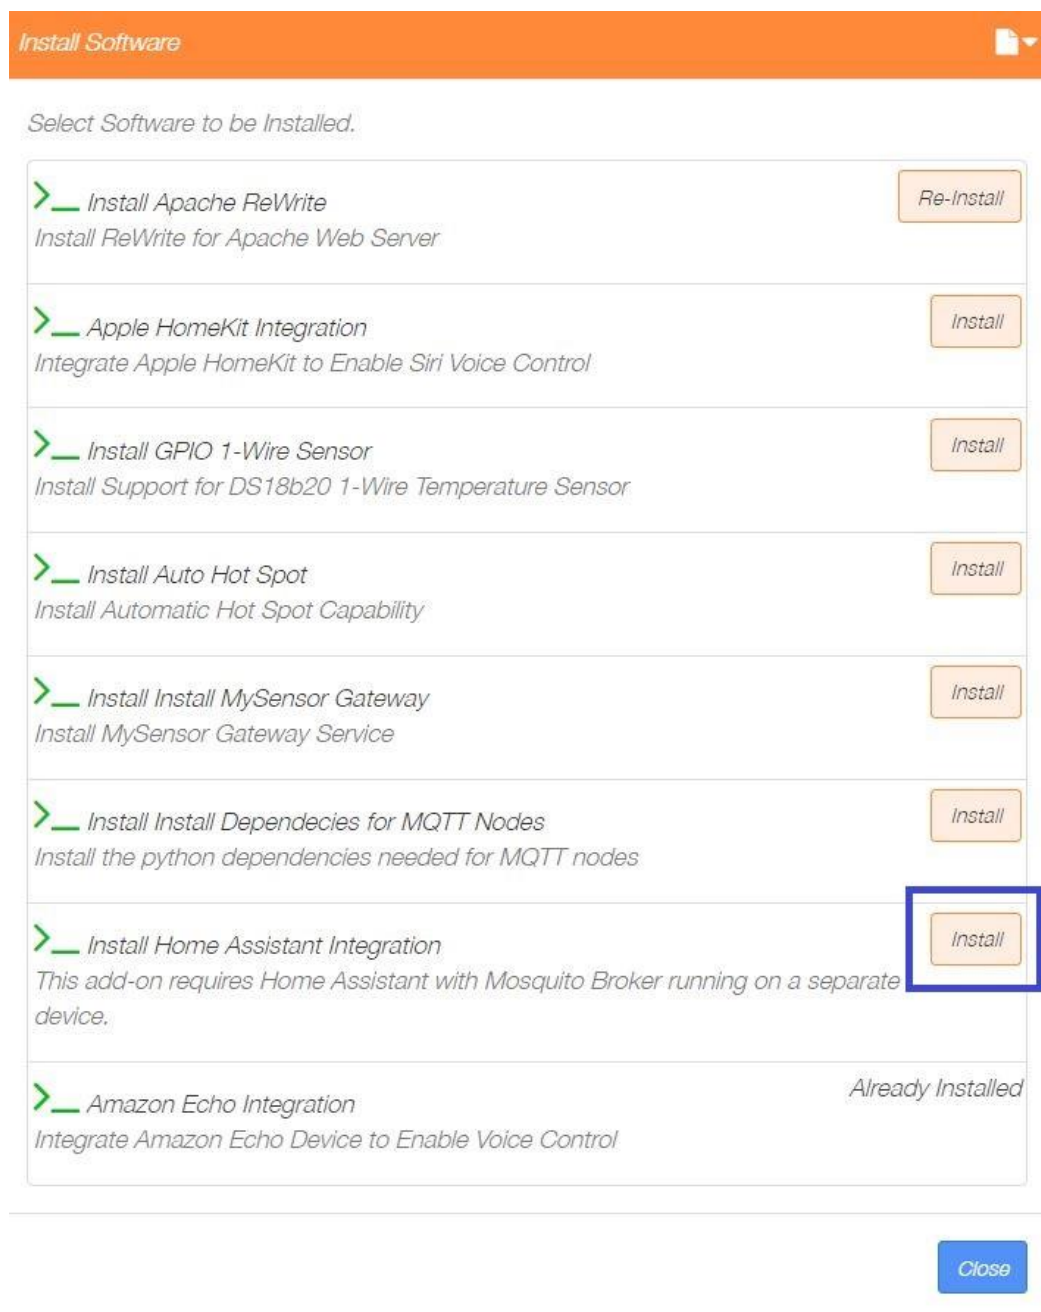 Install Software
Select Software to be Installed.
Install Apache ReWrite
Re-Install
Install ReWrite for Apache Web Server
Apple HomeKit Integration
Install
Integrate Apple HomeKit to Enable Siri Voice Control
Install GPIO 1-Wire Sensor
Install
Install Support for DS18b20 1-Wire Temperature Sensor
Install Auto Hot Spot
Install
Install Automatic Hot Spot Capability
Install Install MySensor Gateway
Install
Install MySensor Gateway Service
Install Install Dependecies for MQTT Nodes
Install
Install the python dependencies needed for MQTT nodes
Install Home Assistant Integration
Install
This add-on requires Home Assistant with Mosquito Broker running on a separate
device.
Amazon Echo Integration
Already Installed
Integrate Amazon Echo Device to Enable Voice Control
Close